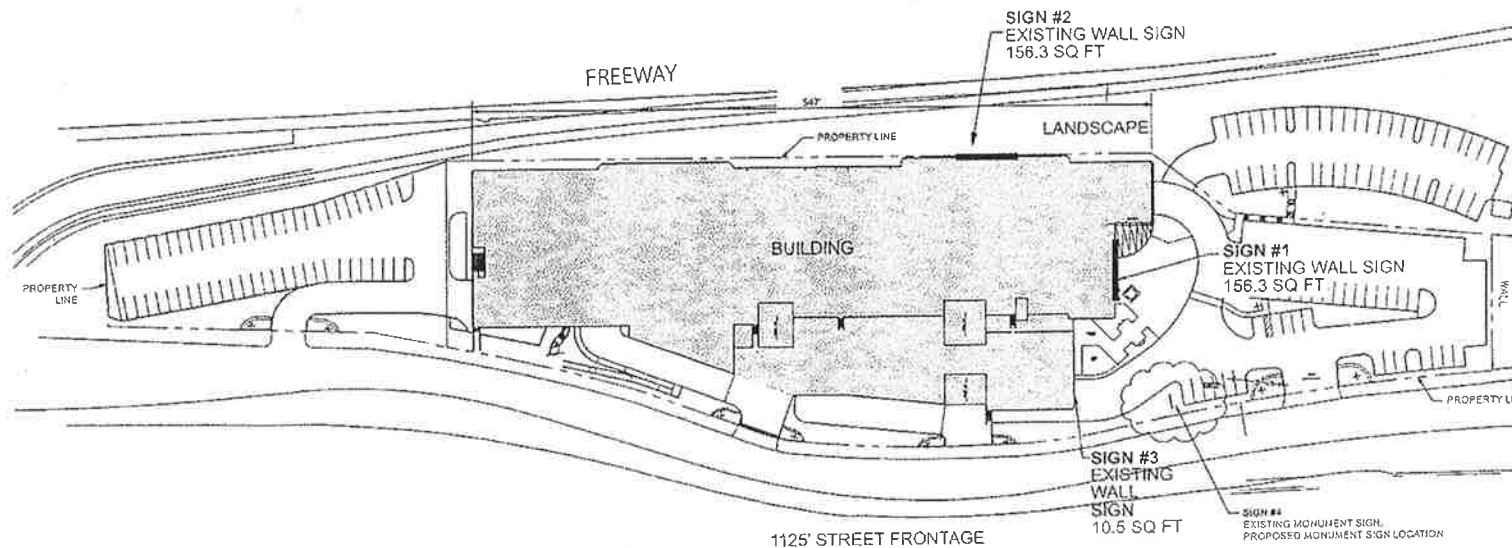 SIGN #2
EXISTING WALL SIGN
156.3 SQ FT
FREEWAY
547'
PROPERTY LINE
LANDSCAPE
BUILDING
SIGN #1
EXISTING WALL SIGN
156.3 SQ FT
PROPERTY
LINE
WALL
PROPERTY LI
SIGN #3
EXISTING
WALL
SIGN
10.5 SQ FT
SIGN #4
EXISTING MONUMENT SIGN,
PROPOSED MONUMENT SIGN LOCATION
1125' STREET FRONTAGE